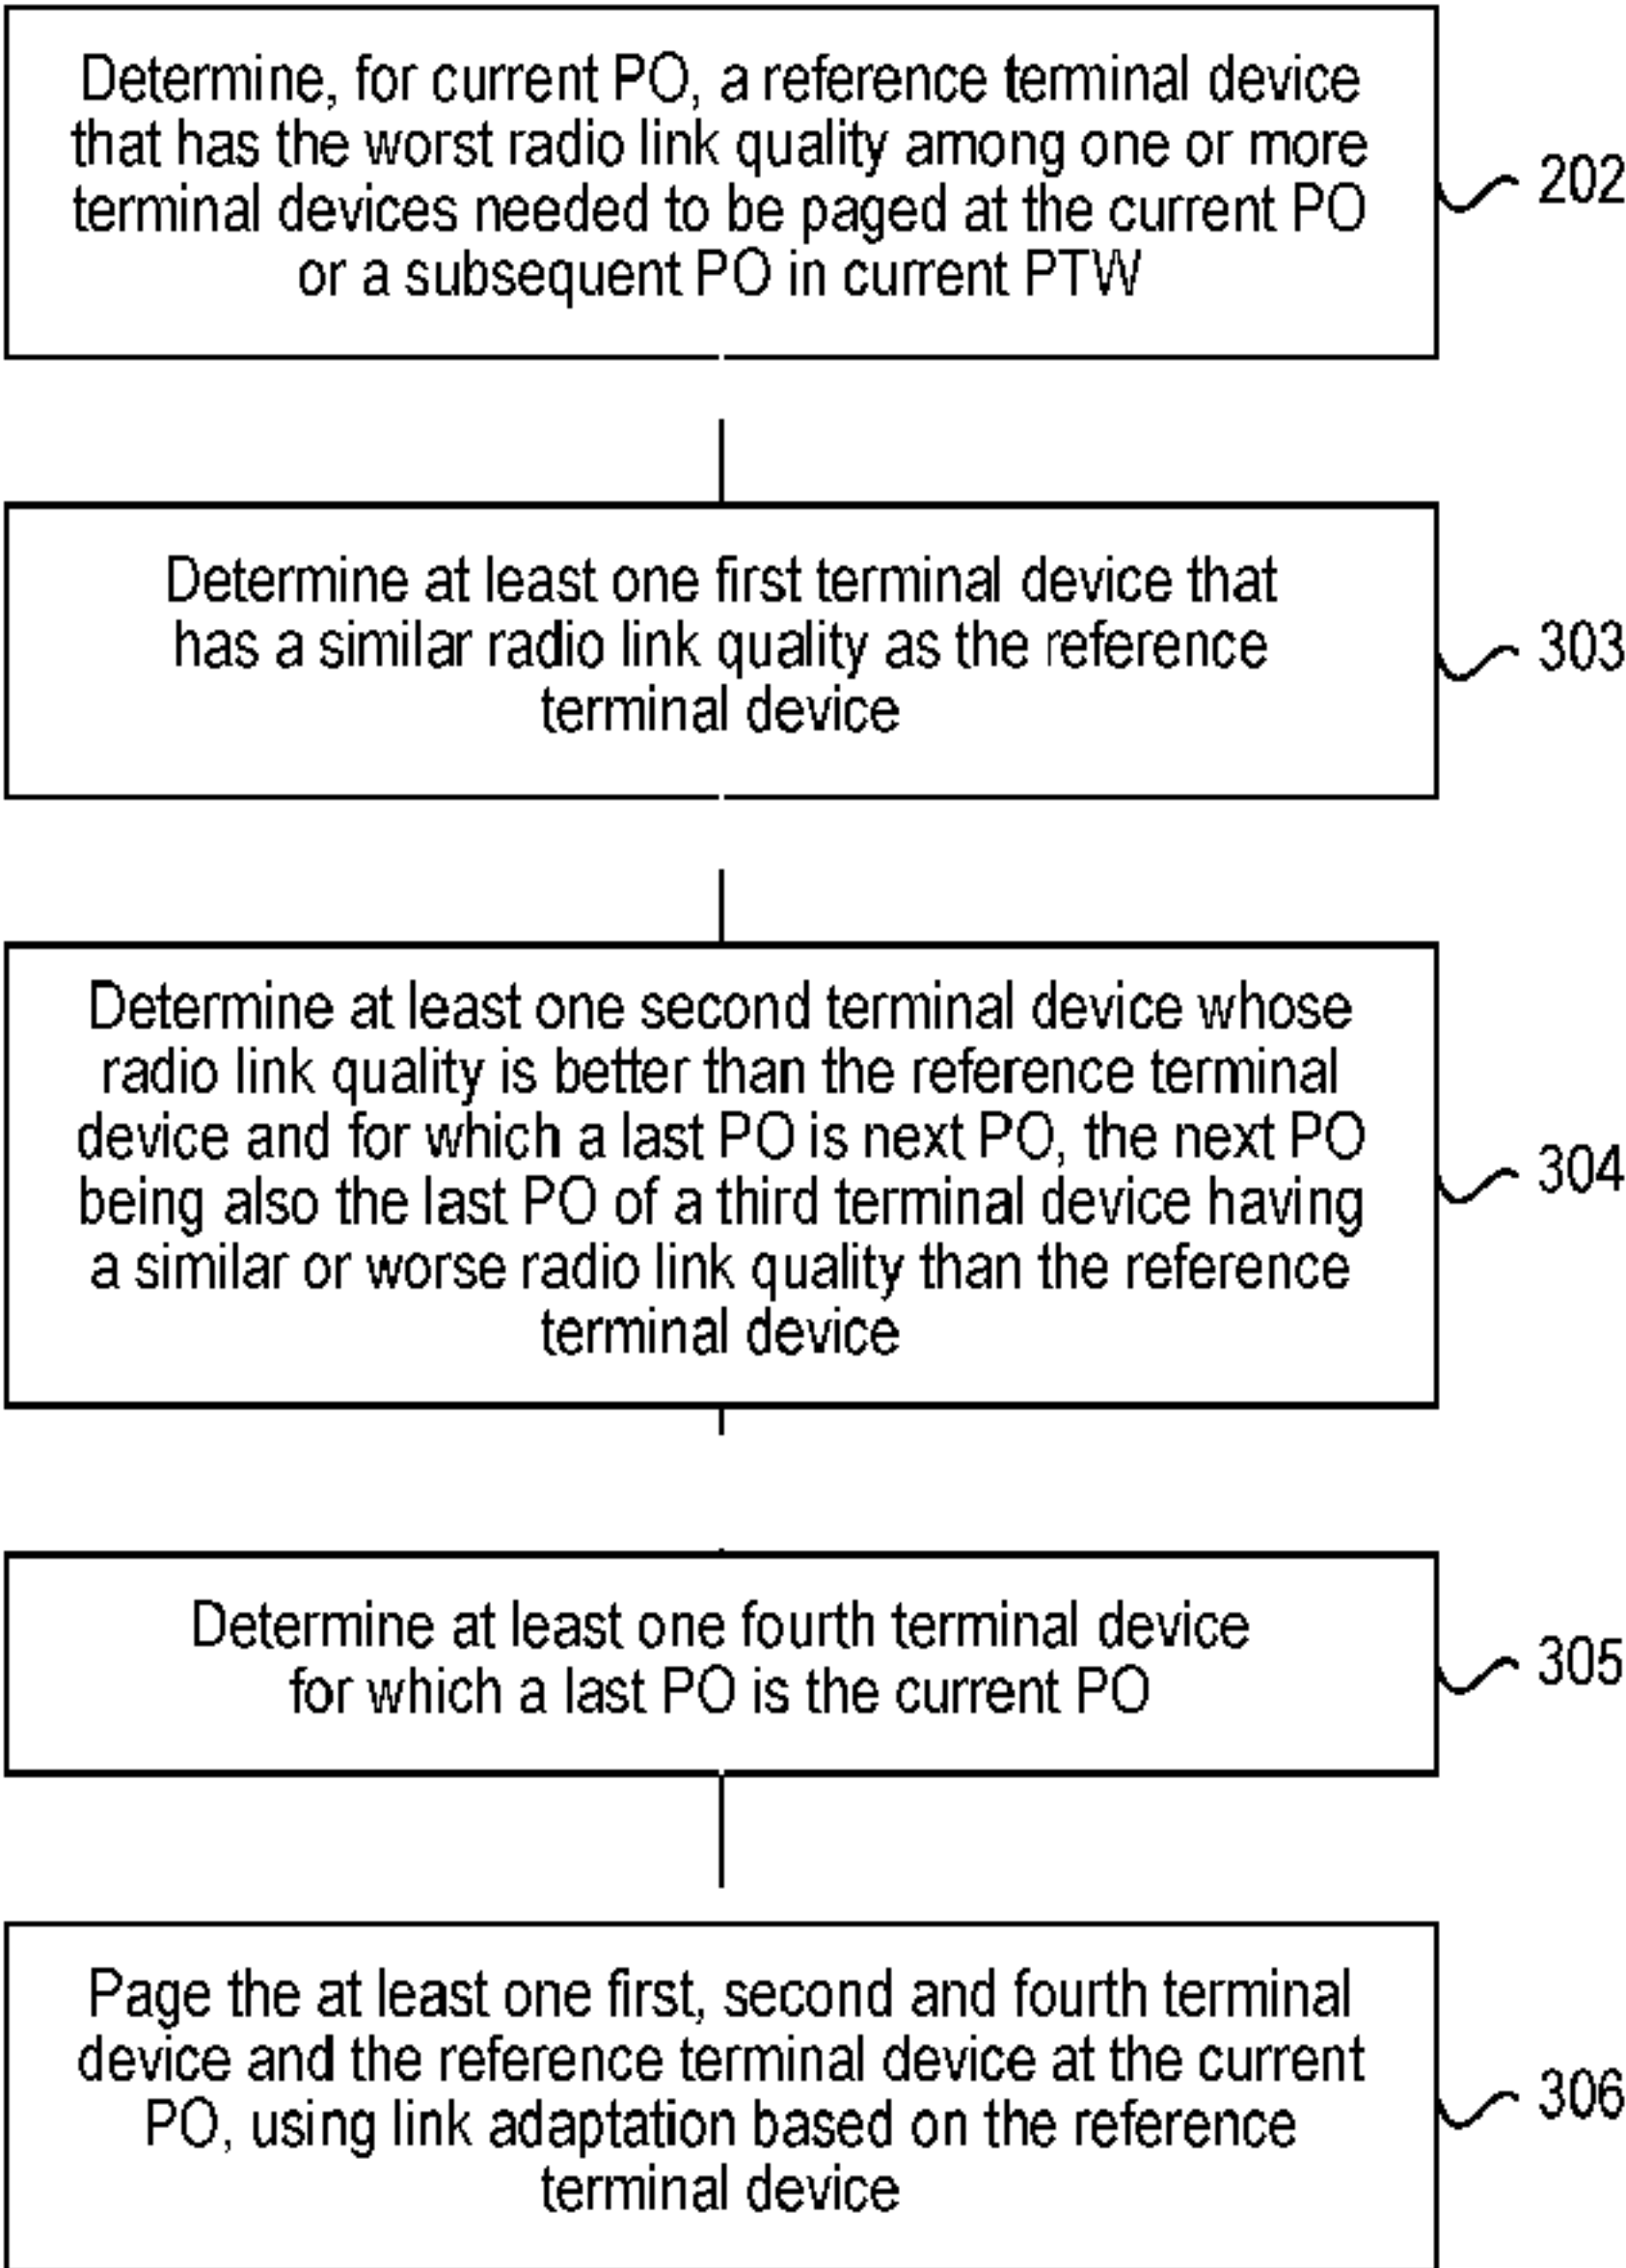 Determine, for current PO, a reference terminal device
that has the worst radio link quality among one or more
terminal devices needed to be paged at the current PO
or a subsequent PO in current PTW
202
Determine at least one first terminal device that
has a similar radio link quality as the reference
terminal device
303
Determine at least one second terminal device whose
radio link quality is better than the reference terminal
device and for which a last PO is next PO, the next PO
being also the last PO of a third terminal device having
a similar or worse radio link quality than the reference
terminal device
304
Determine at least one fourth terminal device
for which a last PO is the current PO
305
Page the at least one first, second and fourth terminal
device and the reference terminal device at the current
PO, using link adaptation based on the reference
terminal device
306